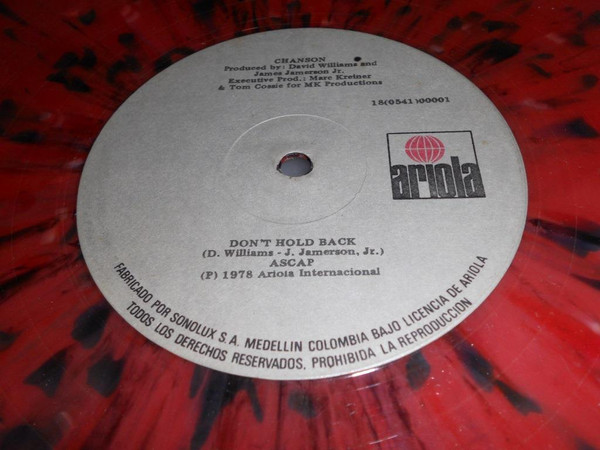 CHANSON
Produced by: David Williams and
James Jamerson Jr.
Executive Prod.: Marc Kreiner
& Tom Cossie for MK Productions
18(0541)00001
ariola
DON'T HOLD BACK
(D. Williams - J. Jamerson, Jr.)
ASCAP
(P) 1978 Ariola Internacional
FABRICADO POR SONOLUX S.A. MEDELLIN COLOMBIA BAJO LICENCIA DE ARIOLA
TODOS LOS DERECHOS RESERVADOS. PROHIBIDA LA REPRODUCCION